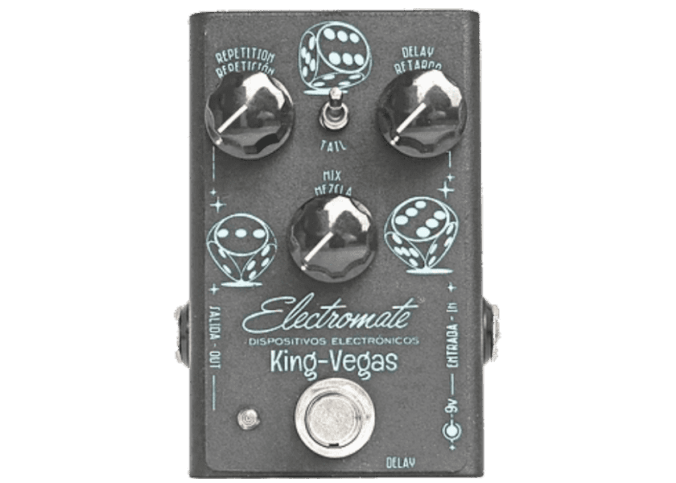 REPETITION
REPETICIÓN
DELAY
RETARDO
TAIL
MIX
MEZCLA
Electromate
DISPOSITIVOS ELECTRÓNICOS
King-Vegas
SALIDA - OUT
ENTRADA - IN
9v
DELAY